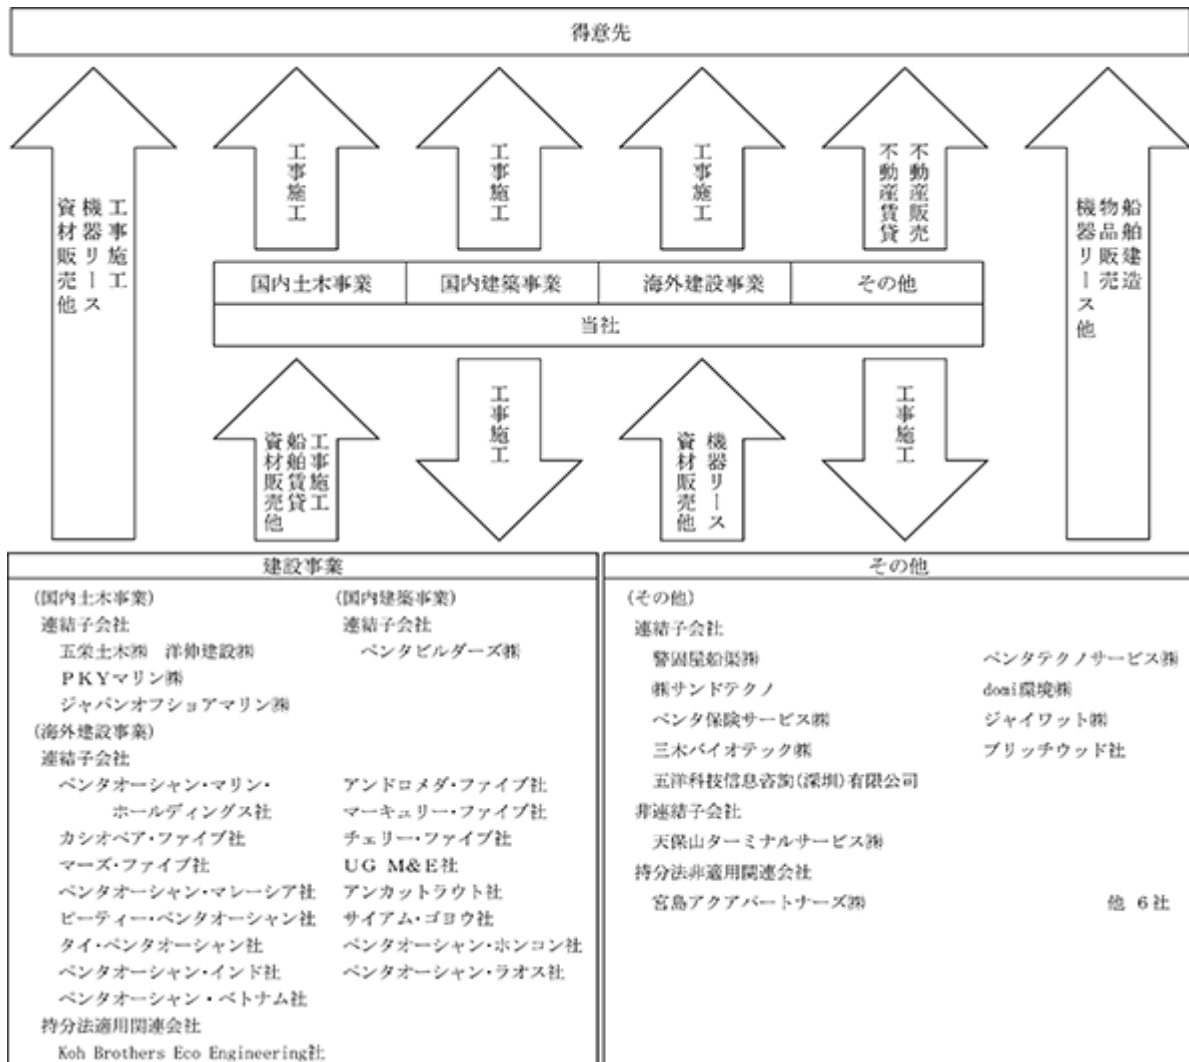 得意先
工事施工
機器リース
資材販売他
工事施工
工事施工
工事施工
不動産販売
不動産賃貸
船舶建造
物品販売
機器リース他
国内土木事業 国内建築事業 海外建設事業 その他
当社
工事施工
船舶賃貸
資材販売他
工事施工
機器リース
資材販売他
工事施工
建設事業
(国内土木事業) (国内建築事業)
連結子会社 連結子会社
五栄土木㈱ 洋伸建設㈱ ペンタビルダーズ㈱
PKYマリン㈱
ジャパンオフショアマリン㈱
(海外建設事業)
連結子会社
ペンタオーシャン・マリン・ アンドロメダ・ファイブ社
ホールディングス社 マーキュリー・ファイブ社
カシオペア・ファイブ社 チェリー・ファイブ社
マーズ・ファイブ社 UG M&E社
ペンタオーシャン・マレーシア社 アンカットラウト社
ピーティー・ペンタオーシャン社 サイアム・ゴヨウ社
タイ・ペンタオーシャン社 ペンタオーシャン・ホンコン社
ペンタオーシャン・インド社 ペンタオーシャン・ラオス社
ペンタオーシャン・ベトナム社
持分法適用関連会社
Koh Brothers Eco Engineering社
その他
(その他)
連結子会社
警固屋船渠㈱ ペンタテクノサービス㈱
㈱サンドテクノ domi環境㈱
ペンタ保険サービス㈱ ジャイワット㈱
三木バイオテック㈱ ブリッチウッド社
五洋科技信息咨詢(深圳)有限公司
非連結子会社
天保山ターミナルサービス㈱
持分法非適用関連会社
宮島アクアパートナーズ㈱ 他 6社